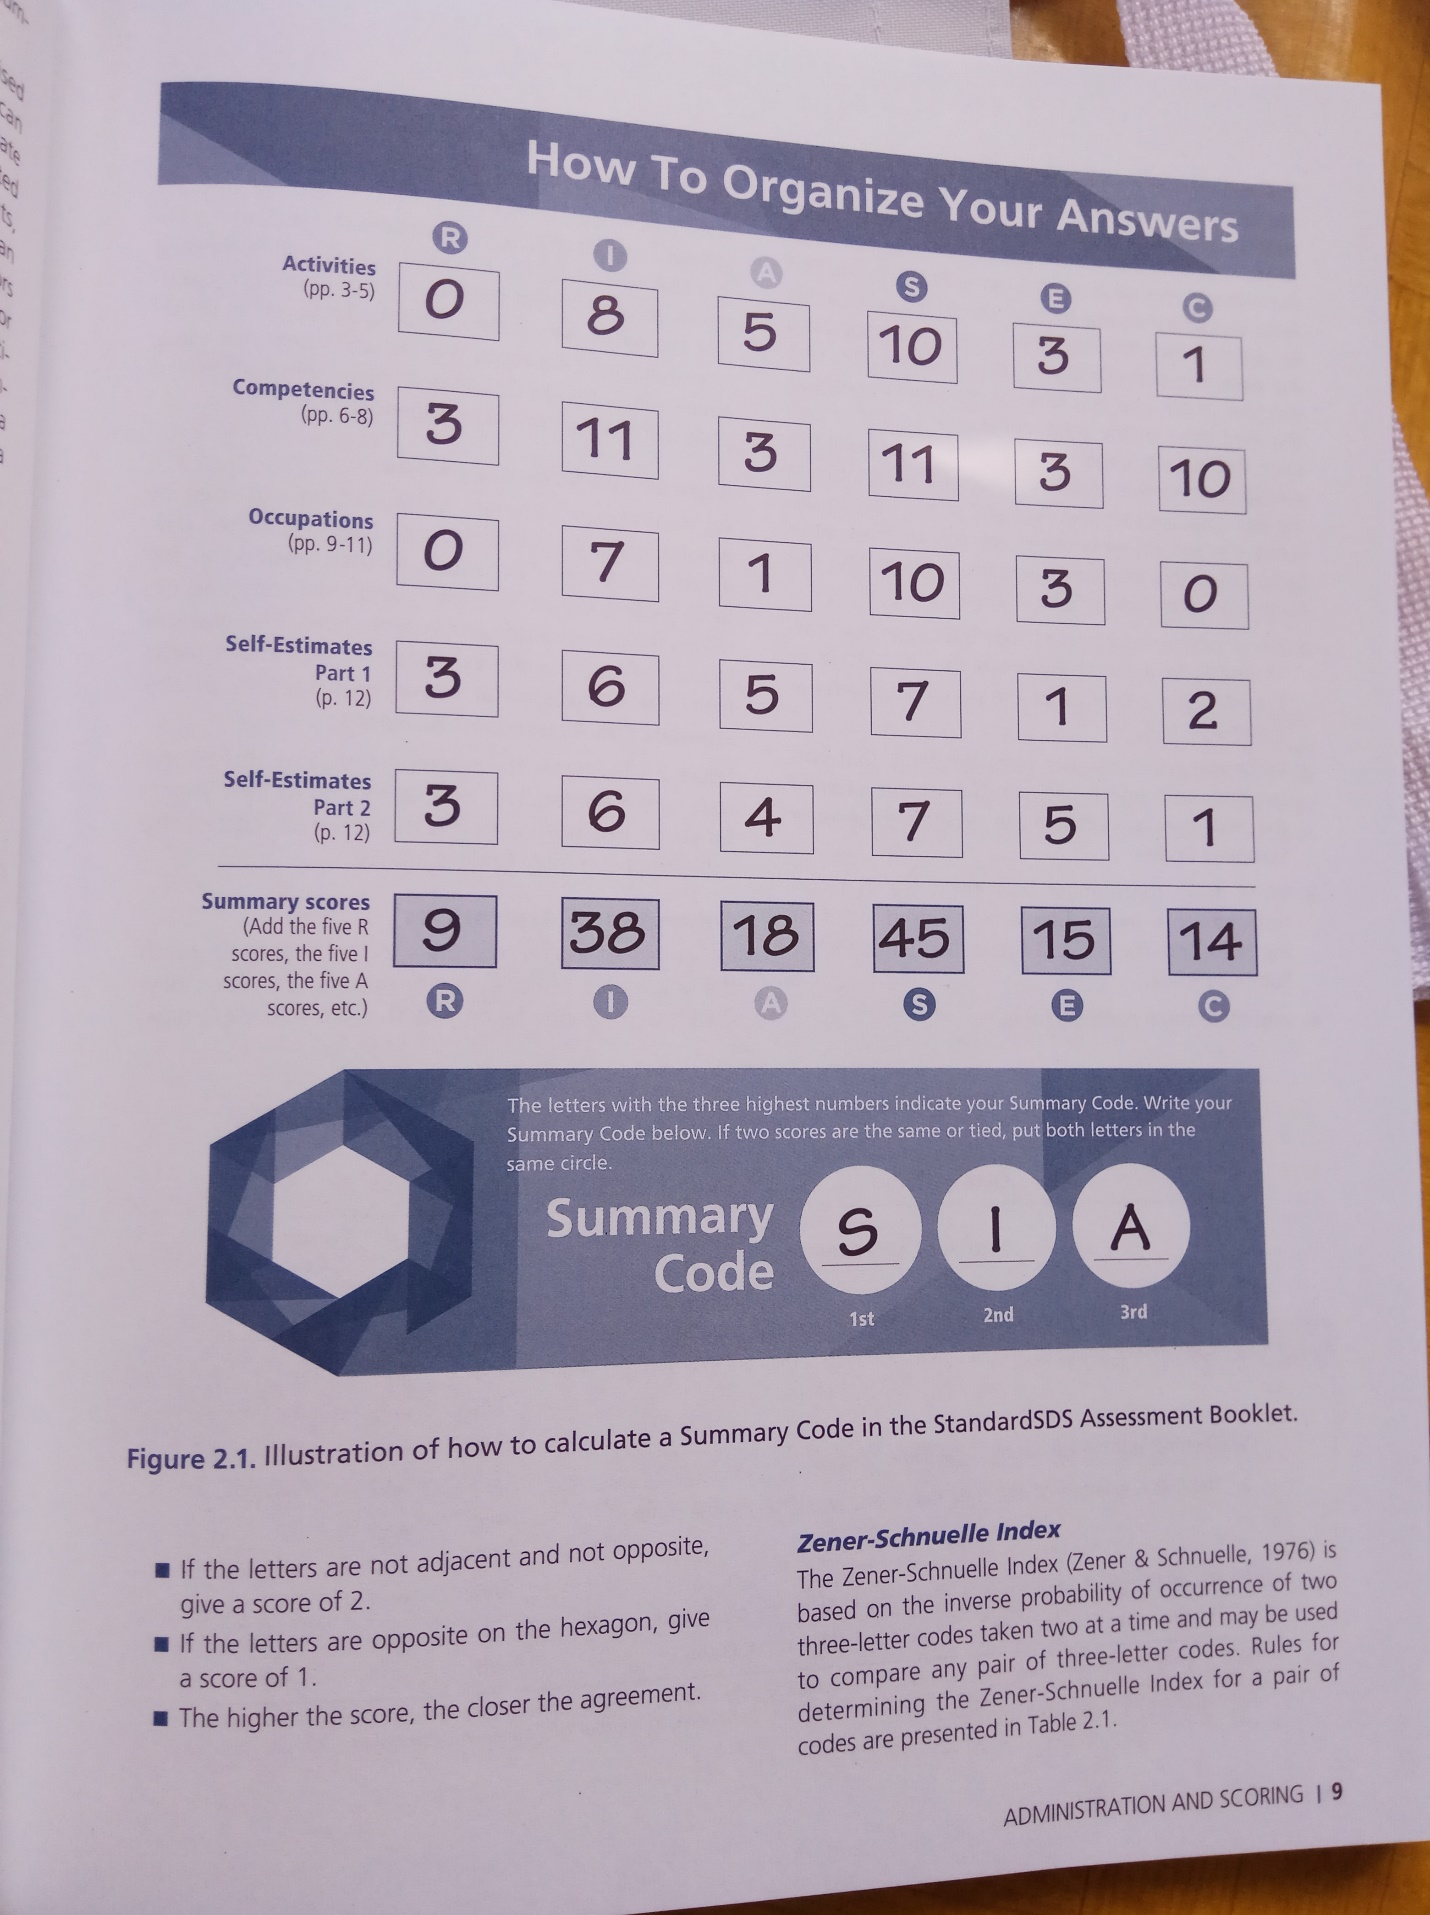 How To Organize Your Answers
R I A S E C
Activities
(pp. 3-5)
0 8 5 10 3 1
Competencies
(pp. 6-8)
3 11 3 11 3 10
Occupations
(pp. 9-11)
0 7 1 10 3 0
Self-Estimates
Part 1
(p. 12)
3 6 5 7 1 2
Self-Estimates
Part 2
(p. 12)
3 6 4 7 5 1
Summary scores
(Add the five R
scores, the five I
scores, the five A
scores, etc.)
9 38 18 45 15 14
R I A S E C
The letters with the three highest numbers indicate your Summary Code. Write your
Summary Code below. If two scores are the same or tied, put both letters in the
same circle.
Summary
Code
S I A
1st 2nd 3rd
Figure 2.1. Illustration of how to calculate a Summary Code in the StandardSDS Assessment Booklet.
■ If the letters are not adjacent and not opposite,
give a score of 2.
■ If the letters are opposite on the hexagon, give
a score of 1.
■ The higher the score, the closer the agreement.
Zener-Schnuelle Index
The Zener-Schnuelle Index (Zener & Schnuelle, 1976) is
based on the inverse probability of occurrence of two
three-letter codes taken two at a time and may be used
to compare any pair of three-letter codes. Rules for
determining the Zener-Schnuelle Index for a pair of
codes are presented in Table 2.1.
ADMINISTRATION AND SCORING | 9